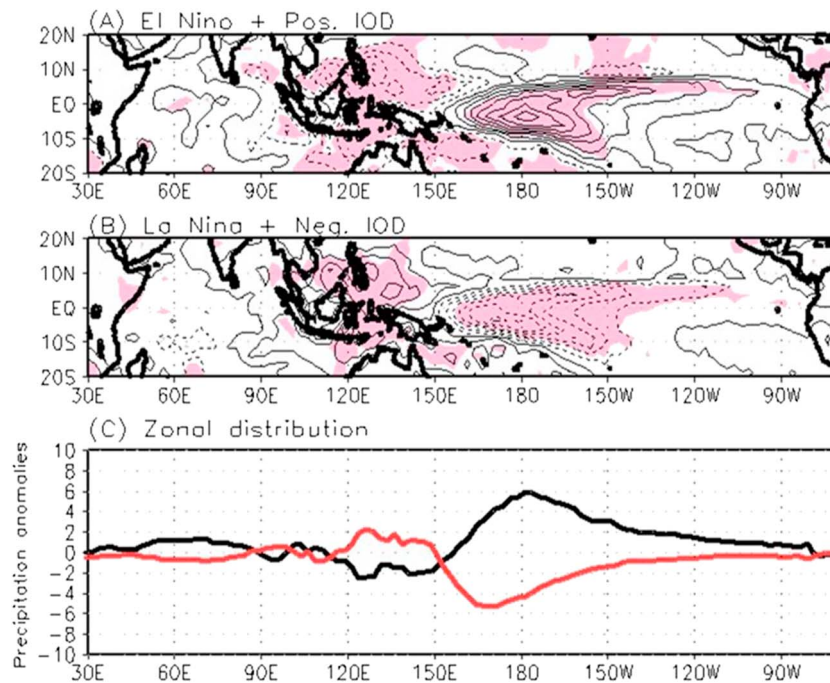 (A) El Nino + Pos. IOD
20N
10N
EQ
10S
20S
30E 60E 90E 120E 150E 180 150W 120W 90W
(B) La Nina + Neg. IOD
20N
10N
EQ
10S
20S
30E 60E 90E 120E 150E 180 150W 120W 90W
(C) Zonal distribution
Precipitation anomalies
10
8
6
4
2
0
-2
-4
-6
-8
-10
30E 60E 90E 120E 150E 180 150W 120W 90W